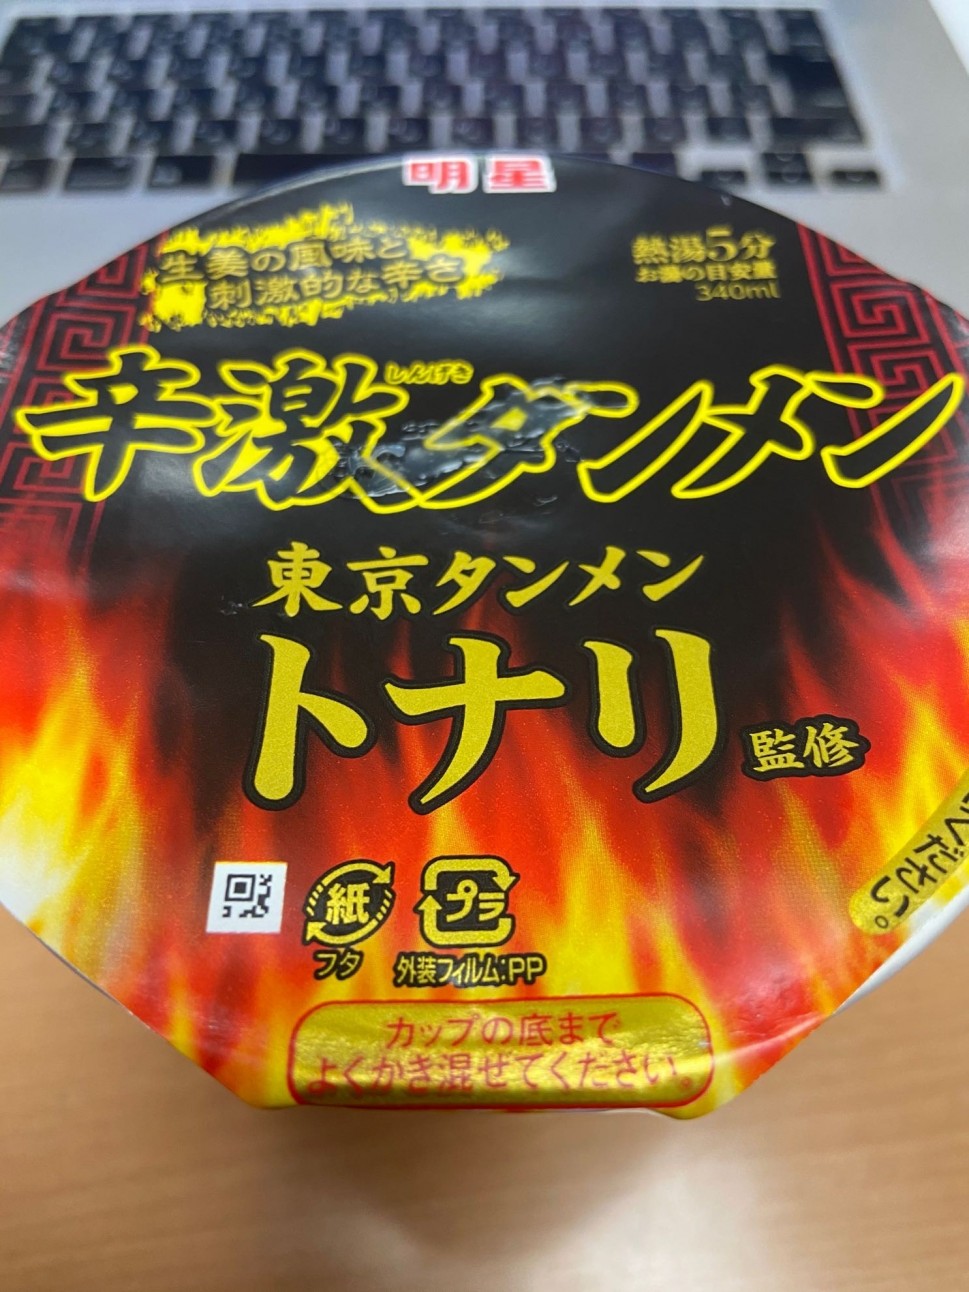 明星
生姜の風味と
刺激的な辛さ
熱湯5分
お湯の目安量
340ml
しんげき
辛激タンメン
東京タンメン
トナリ
監修
紙
フタ
プラ
外装フィルム:PP
カップの底まで
よくかき混ぜてください。
ください。